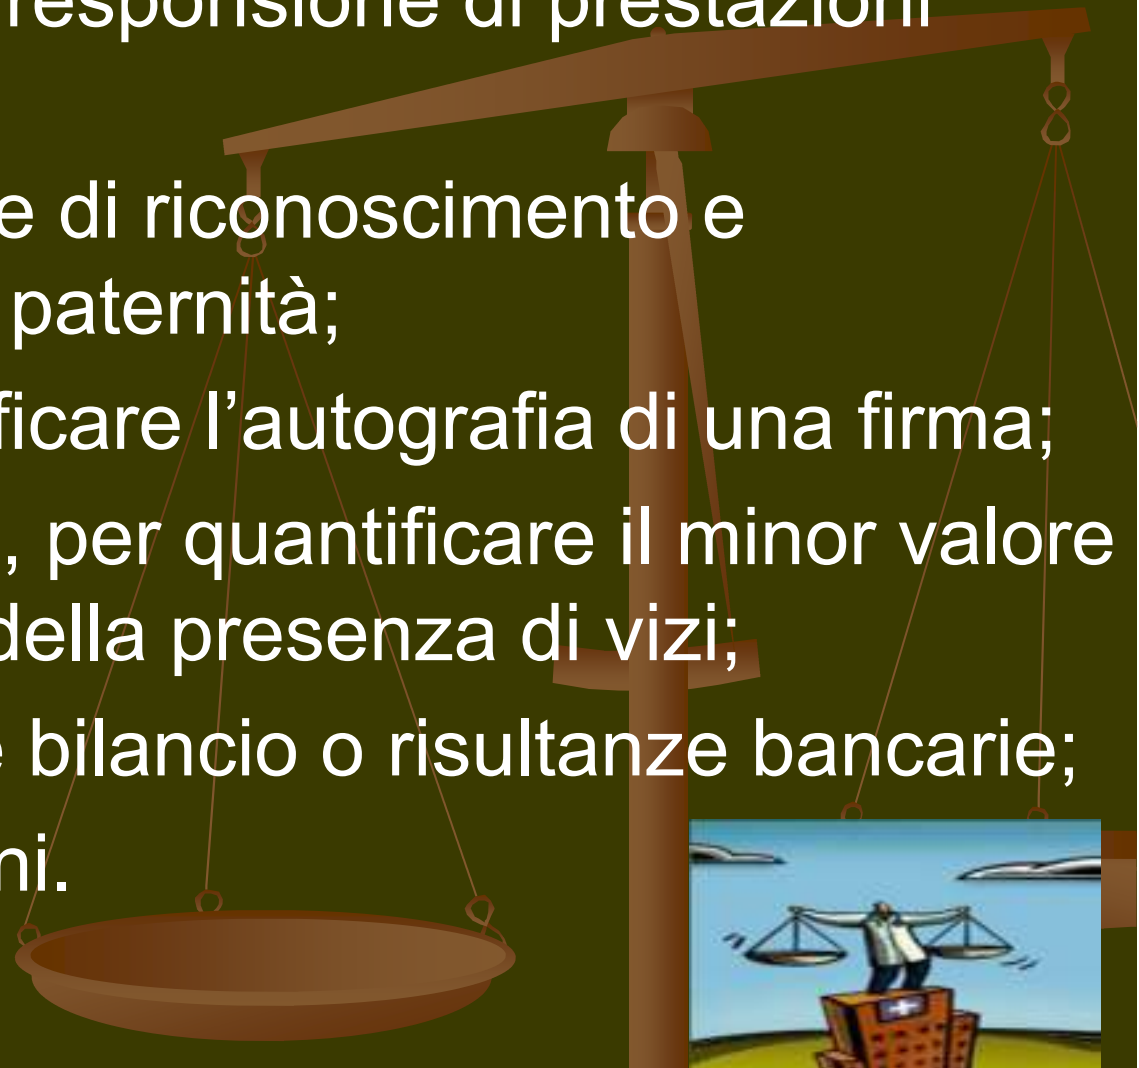 responsione di prestazioni
e di riconoscimento e
paternità;
ficare l’autografia di una firma;
, per quantificare il minor valore
della presenza di vizi;
e bilancio o risultanze bancarie;
ni.